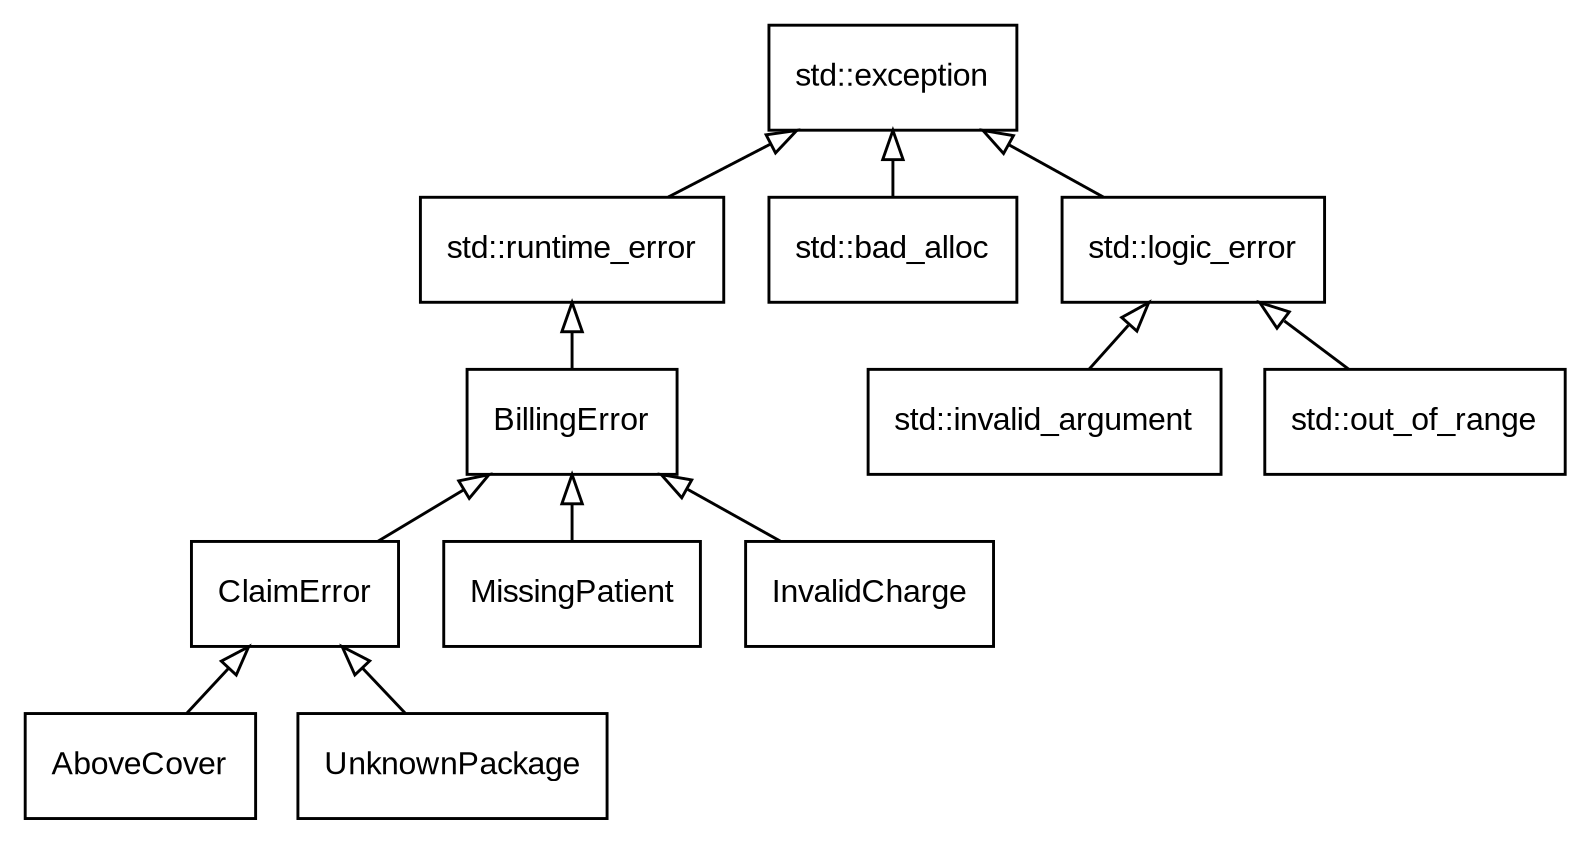 std::exception
std::runtime_error
std::bad_alloc
std::logic_error
BillingError
std::invalid_argument
std::out_of_range
ClaimError
MissingPatient
InvalidCharge
AboveCover
UnknownPackage